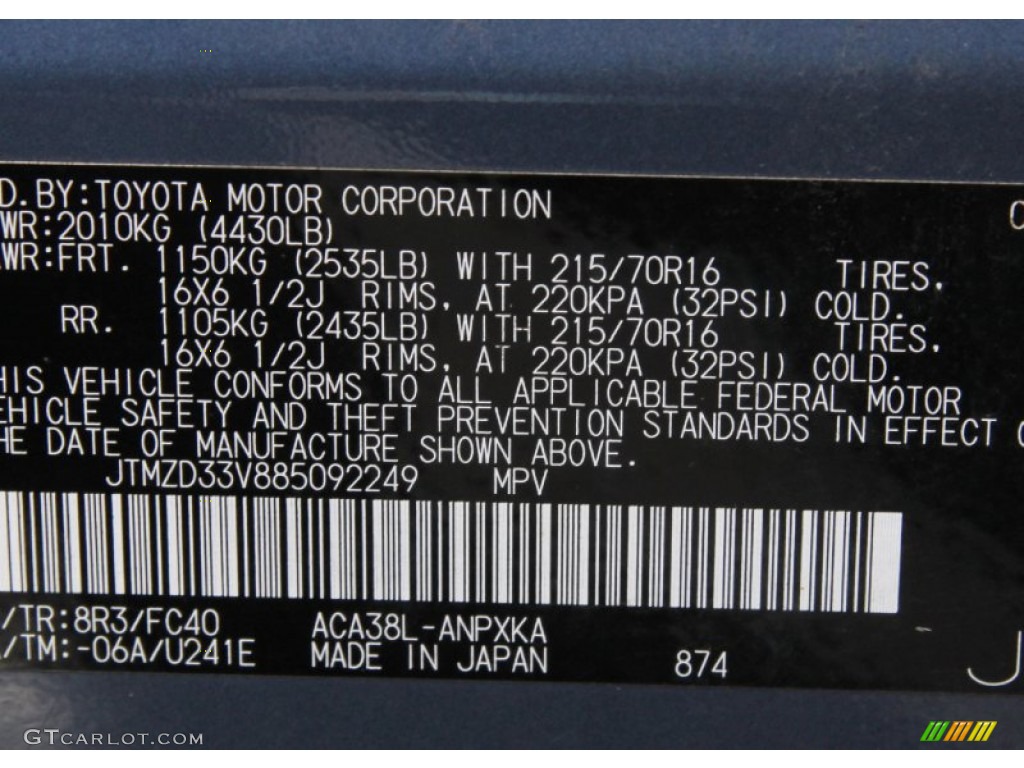 D.BY:TOYOTA MOTOR CORPORATION
WR:2010KG (4430LB)
WR:FRT. 1150KG (2535LB) WITH 215/70R16 TIRES,
16X6 1/2J RIMS, AT 220KPA (32PSI) COLD.
RR. 1105KG (2435LB) WITH 215/70R16 TIRES,
16X6 1/2J RIMS, AT 220KPA (32PSI) COLD.
HIS VEHICLE CONFORMS TO ALL APPLICABLE FEDERAL MOTOR
EHICLE SAFETY AND THEFT PREVENTION STANDARDS IN EFFECT O
HE DATE OF MANUFACTURE SHOWN ABOVE.
JTMZD33V885092249 MPV
/TR:8R3/FC40 ACA38L-ANPXKA
/TM:-06A/U241E MADE IN JAPAN 874
J
GTCARLOT.COM